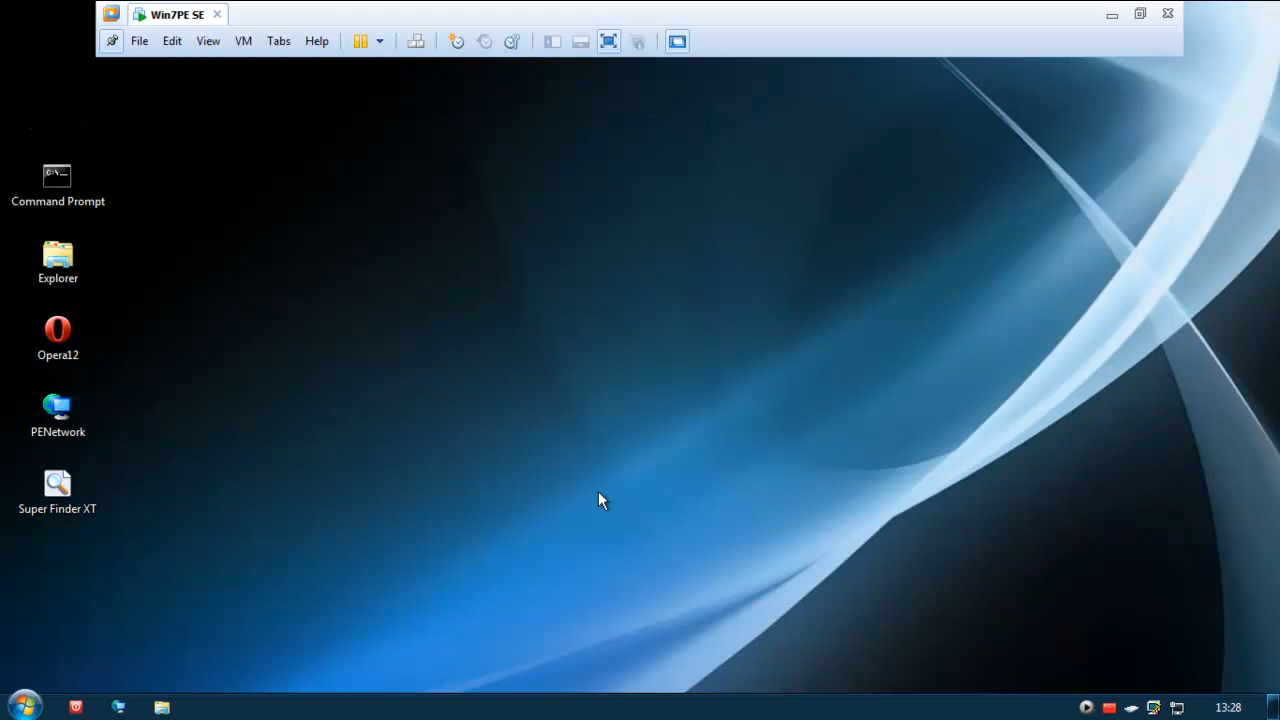 Win7PE SE
File Edit View VM Tabs Help
C:\_
Command Prompt
Explorer
Opera12
PENetwork
Super Finder XT
13:28